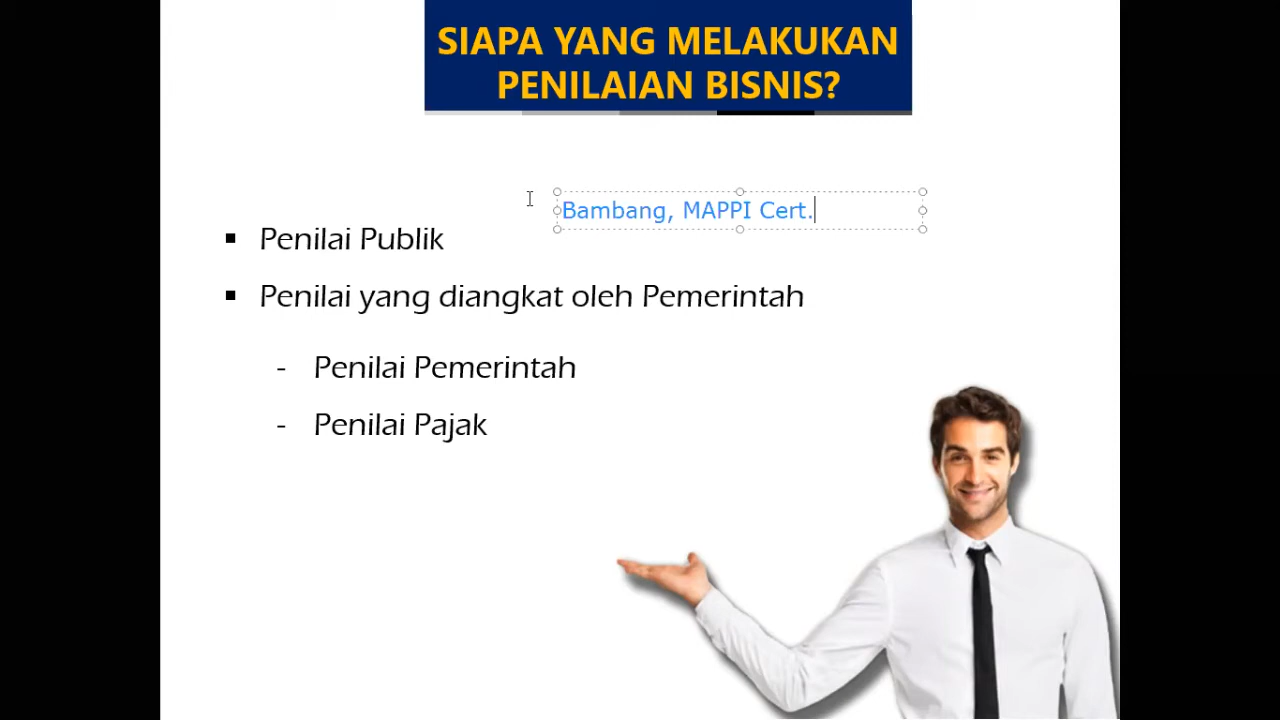 SIAPA YANG MELAKUKAN
PENILAIAN BISNIS?
Bambang, MAPPI Cert.
▪ Penilai Publik
▪ Penilai yang diangkat oleh Pemerintah
- Penilai Pemerintah
- Penilai Pajak